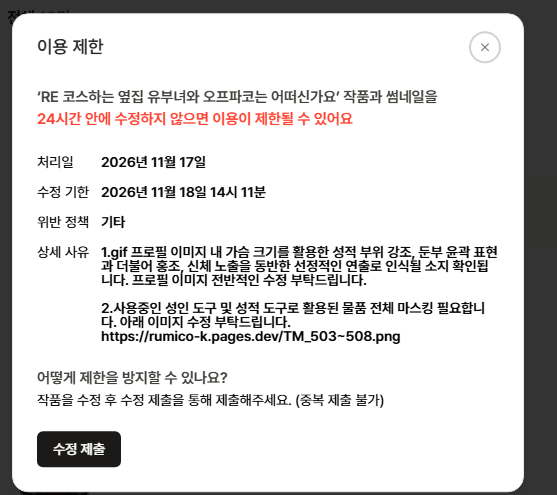 이용 제한
‘RE 코스하는 옆집 유부녀와 오프파코는 어떠신가요’ 작품과 썸네일을
24시간 안에 수정하지 않으면 이용이 제한될 수 있어요
처리일 2026년 11월 17일
수정 기한 2026년 11월 18일 14시 11분
위반 정책 기타
상세 사유 1.gif 프로필 이미지 내 가슴 크기를 활용한 성적 부위 강조, 둔부 윤곽 표현
과 더불어 홍조, 신체 노출을 동반한 선정적인 연출로 인식될 소지 확인됩
니다. 프로필 이미지 전반적인 수정 부탁드립니다.
2.사용중인 성인 도구 및 성적 도구로 활용된 물품 전체 마스킹 필요합니
다. 아래 이미지 수정 부탁드립니다.
https://rumico-k.pages.dev/TM_503~508.png
어떻게 제한을 방지할 수 있나요?
작품을 수정 후 수정 제출을 통해 제출해주세요. (중복 제출 불가)
수정 제출